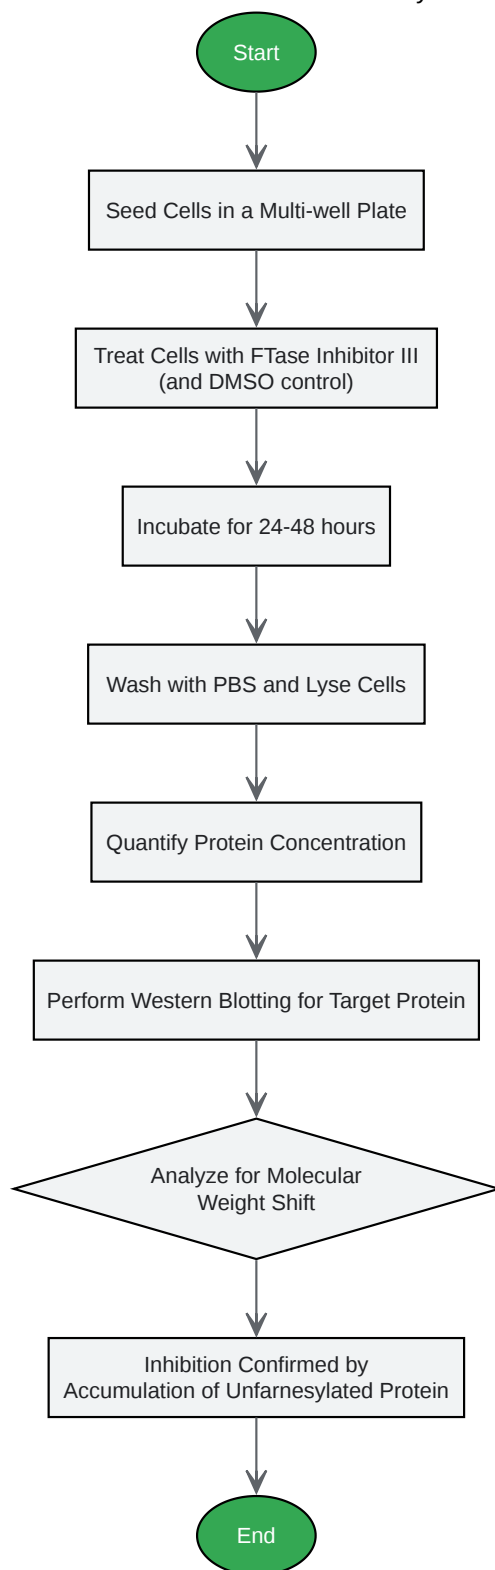 Start
Seed Cells in a Multi-well Plate
Treat Cells with FTase Inhibitor III
(and DMSO control)
Incubate for 24-48 hours
Wash with PBS and Lyse Cells
Quantify Protein Concentration
Perform Western Blotting for Target Protein
Analyze for Molecular
Weight Shift
Inhibition Confirmed by
Accumulation of Unfarnesylated Protein
End